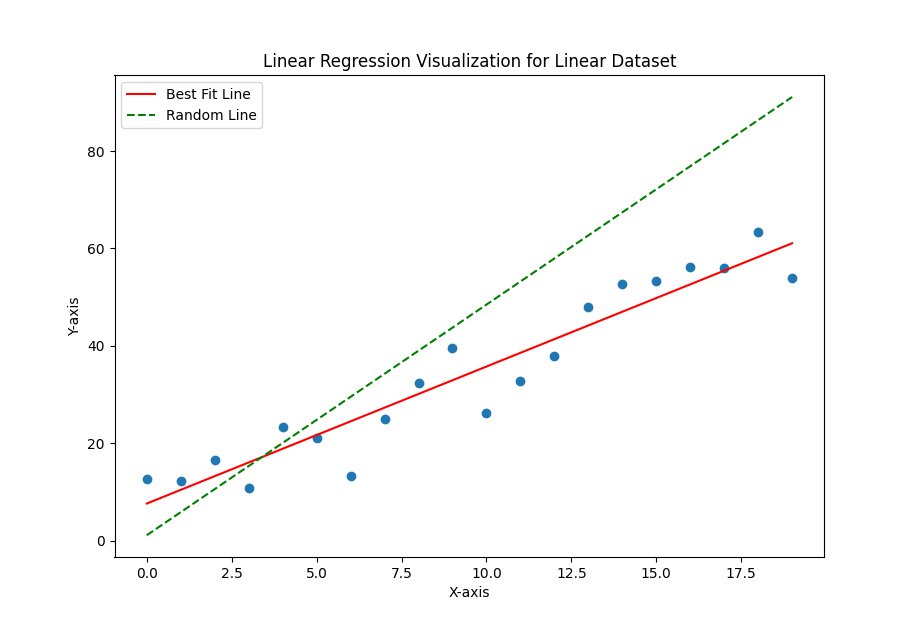 Linear Regression Visualization for Linear Dataset
Best Fit Line
Random Line
80
60
40
20
0
Y-axis
0.0 2.5 5.0 7.5 10.0 12.5 15.0 17.5
X-axis